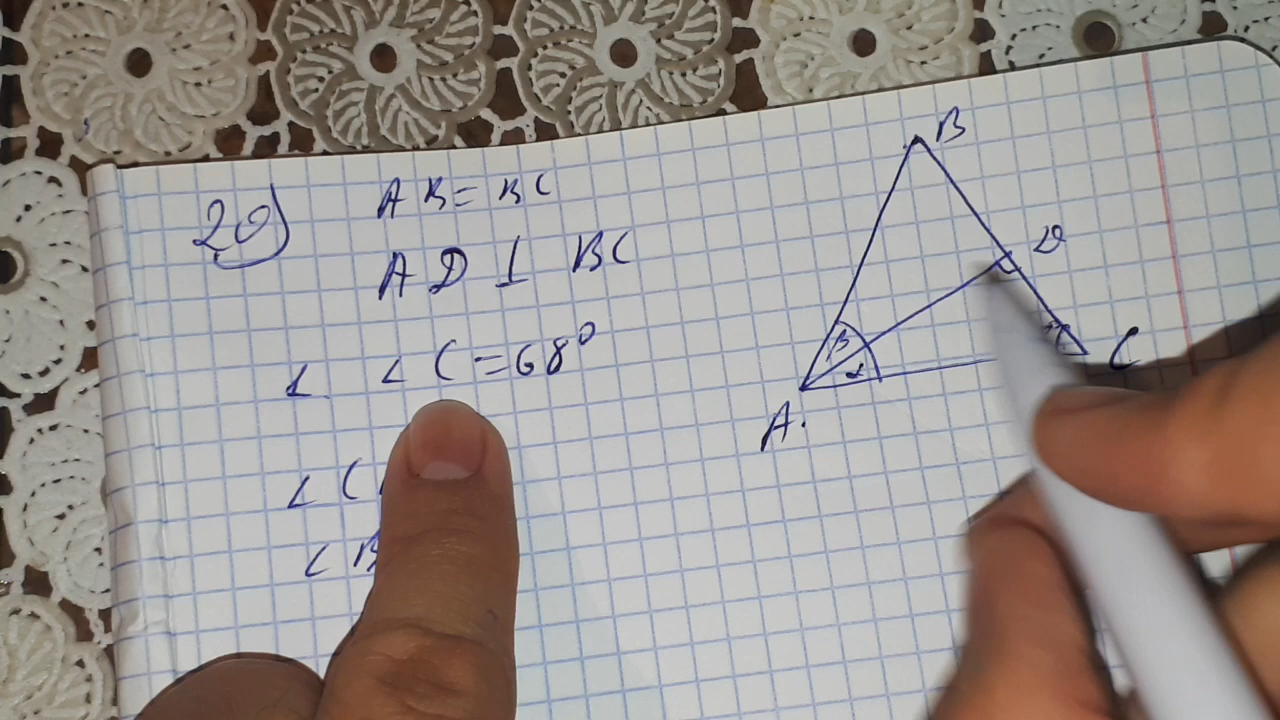 20)
AB = BC
AD ⊥ BC
∠ ∠ C = 68°
∠ C
∠ B
B
D
C
A.
β
α